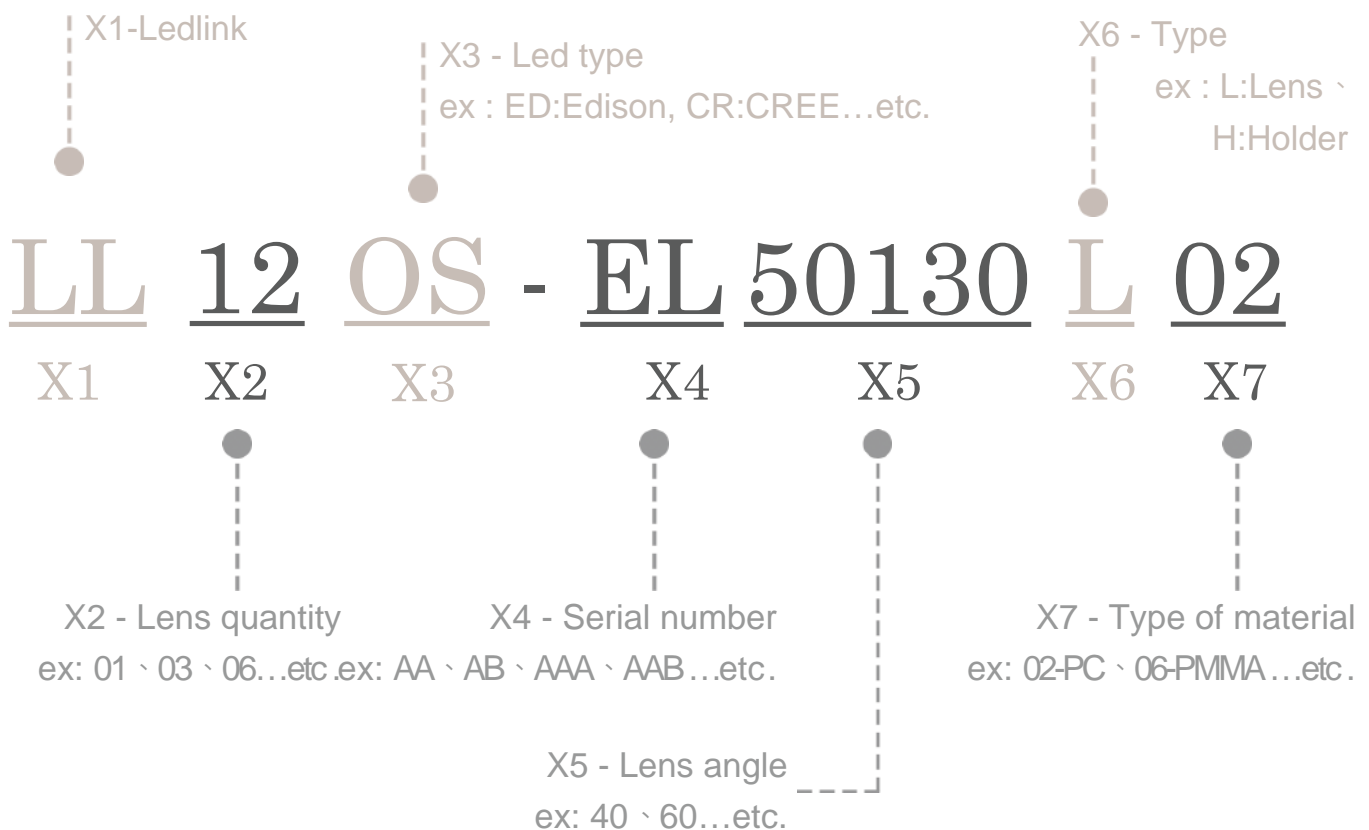 X1-Ledlink
X3 - Led type
ex : ED:Edison, CR:CREE…etc.
X6 - Type
ex : L:Lens、
H:Holder
LL 12 OS - EL 50130 L 02
X1 X2 X3 X4 X5 X6 X7
X2 - Lens quantity
ex: 01、03、06…etc.
X4 - Serial number
ex: AA、AB、AAA、AAB…etc.
X7 - Type of material
ex: 02-PC、06-PMMA…etc.
X5 - Lens angle
ex: 40、60…etc.